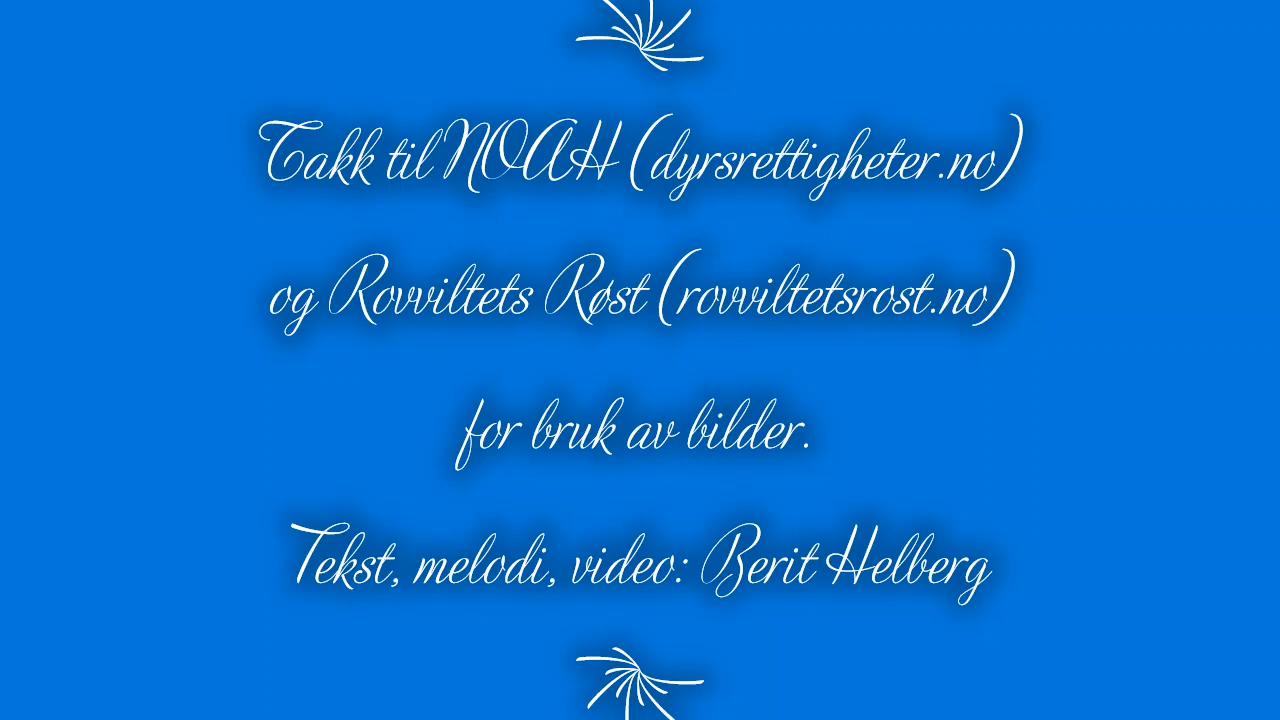 Takk til NOAH (dyrsrettigheter.no)
og Rovviltets Røst (rovviltetsrost.no)
for bruk av bilder.
Tekst, melodi, video: Berit Helberg